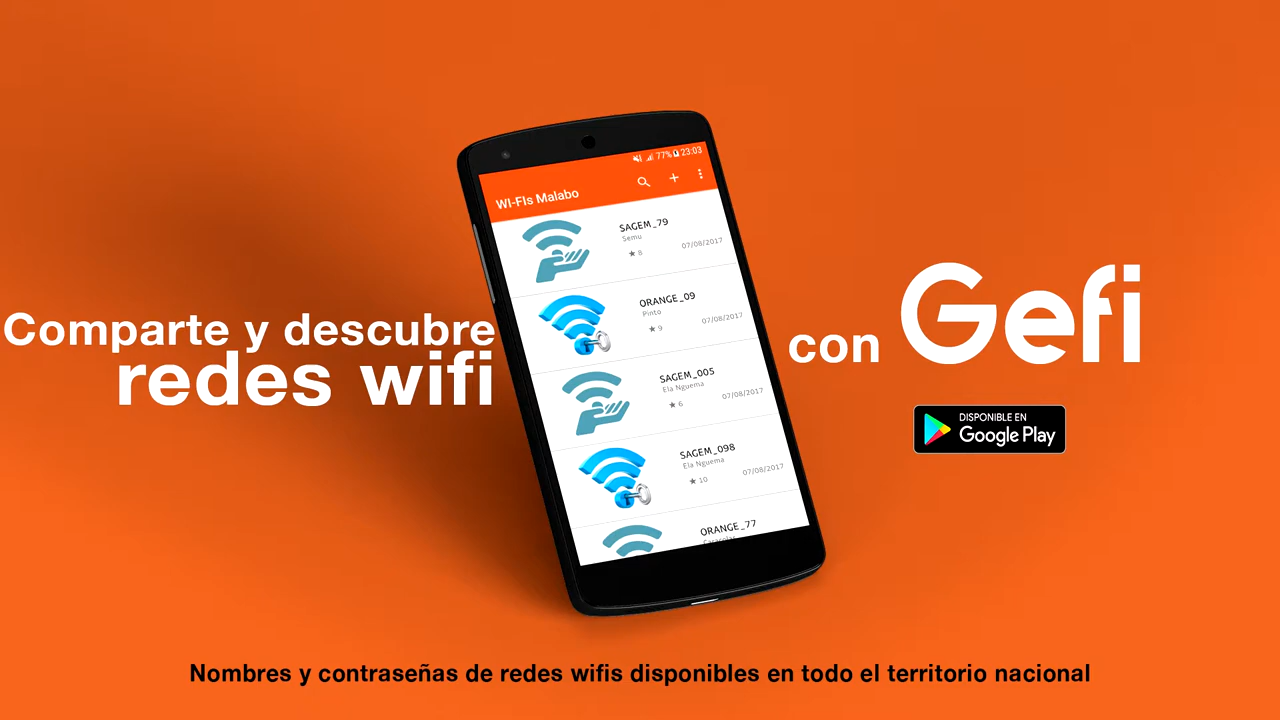 Comparte y descubre
redes wifi
77% 23:03
WI-FIs Malabo
SAGEM_79
Semu
★ 8
07/08/2017
ORANGE_09
Pinto
★ 9
07/08/2017
SAGEM_005
Ela Nguema
★ 6
07/08/2017
SAGEM_098
Ela Nguema
★ 10
07/08/2017
ORANGE_77
con Gefi
DISPONIBLE EN
Google Play
Nombres y contraseñas de redes wifis disponibles en todo el territorio nacional